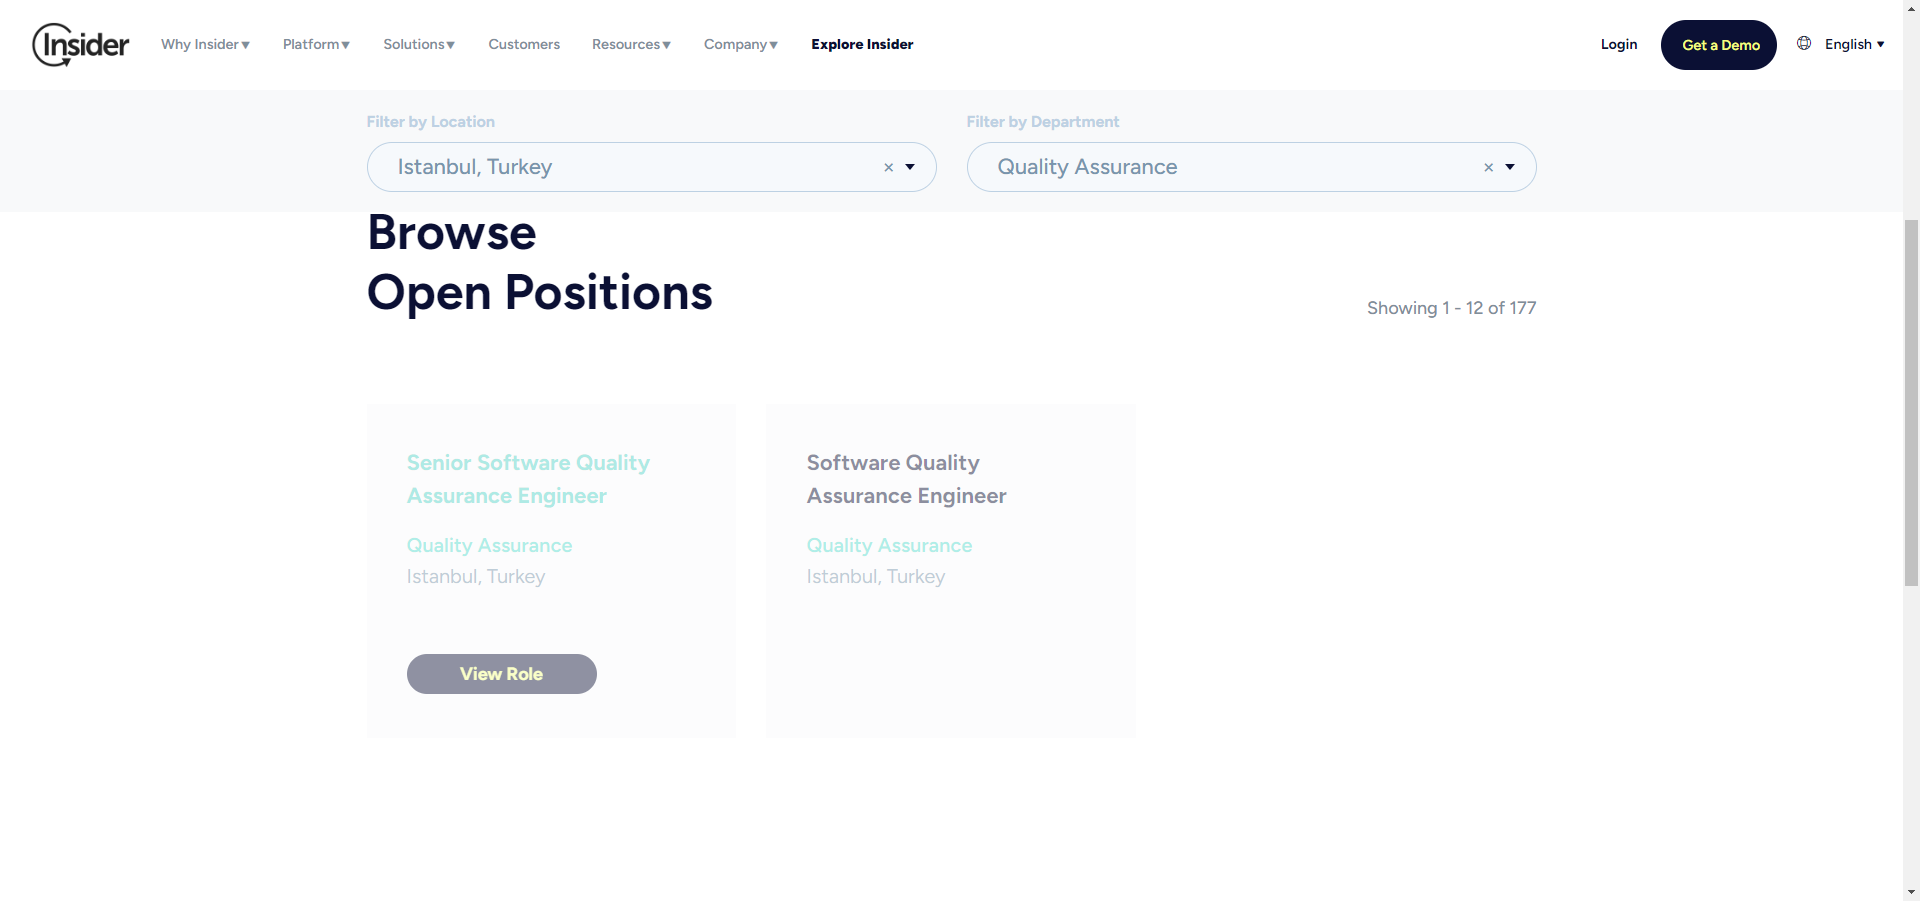 Insider
Why Insider▼ Platform▼ Solutions▼ Customers Resources▼ Company▼ Explore Insider Login Get a Demo English ▼
Filter by Location
Istanbul, Turkey ×
Filter by Department
Quality Assurance ×
Browse
Open Positions
Showing 1 - 12 of 177
Senior Software Quality
Assurance Engineer
Quality Assurance
Istanbul, Turkey
View Role
Software Quality
Assurance Engineer
Quality Assurance
Istanbul, Turkey